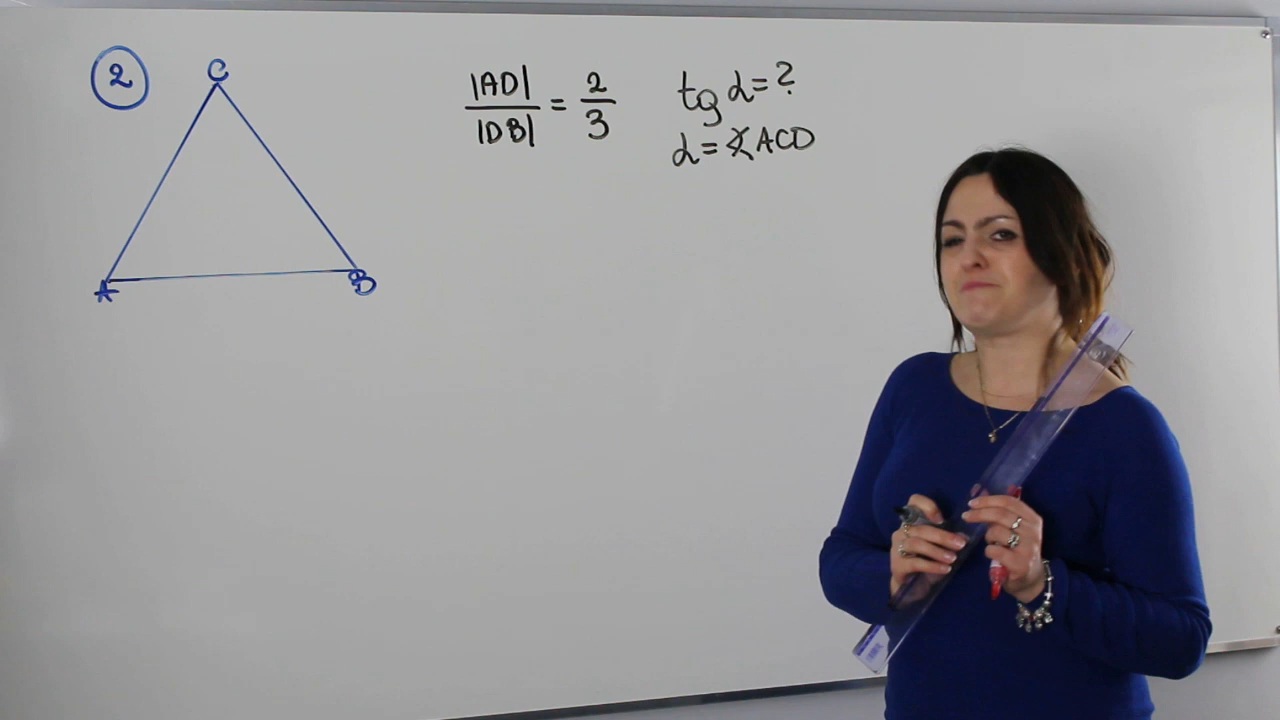 2
C
A
B
|AD| / |DB| = 2/3
tg α = ?
α = ∢ACD